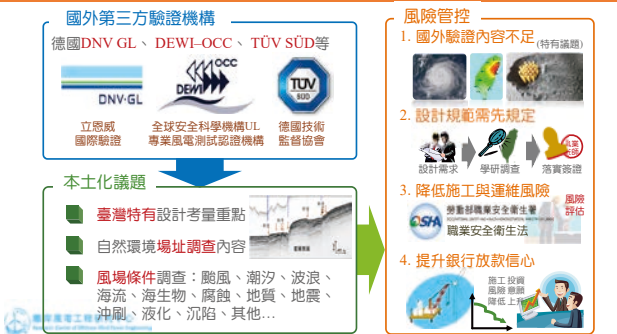 國外第三方驗證機構
德國DNV GL、 DEWI–OCC、 TÜV SÜD等
DNV·GL
DEWI OCC
TÜV
SÜD
立恩威
國際驗證
全球安全科學機構UL
專業風電測試認證機構
德國技術
監督協會
本土化議題
臺灣特有設計考量重點
自然環境場址調查內容
風場條件調查：颱風、潮汐、波浪、
海流、海生物、腐蝕、地質、地震、
沖刷、液化、沉陷、其他…
風險管控
1. 國外驗證內容不足(特有議題)
2. 設計規範需先規定
設計需求
學研調查
落實簽證
3. 降低施工與運維風險
OSHA
勞動部職業安全衛生署
職業安全衛生法
風險
評估
4. 提升銀行放款信心
施工 投資
風險 意願
降低 上升